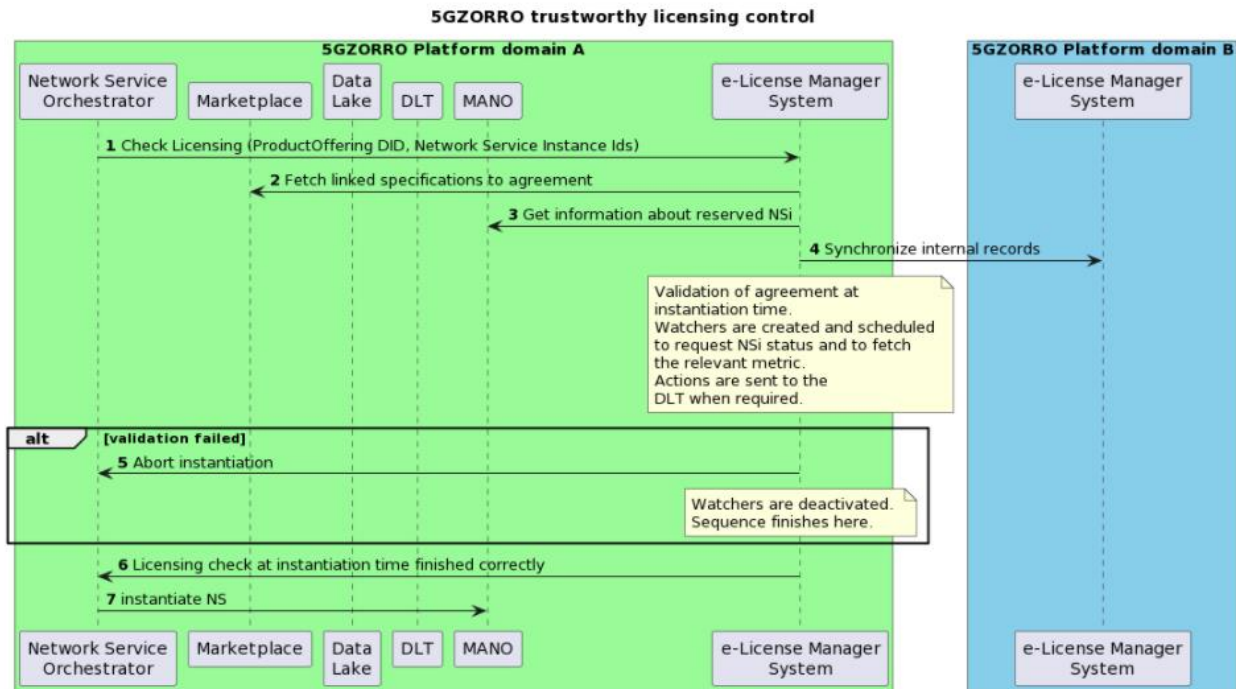 5GZORRO trustworthy licensing control
5GZORRO Platform domain A
5GZORRO Platform domain B
Network Service
Orchestrator
Marketplace
Data
Lake
DLT
MANO
e-License Manager
System
e-License Manager
System
1 Check Licensing (ProductOffering DID, Network Service Instance Ids)
2 Fetch linked specifications to agreement
3 Get information about reserved NSi
4 Synchronize internal records
Validation of agreement at
instantiation time.
Watchers are created and scheduled
to request NSi status and to fetch
the relevant metric.
Actions are sent to the
DLT when required.
alt
[validation failed]
5 Abort instantiation
Watchers are deactivated.
Sequence finishes here.
6 Licensing check at instantiation time finished correctly
7 instantiate NS
Network Service
Orchestrator
Marketplace
Data
Lake
DLT
MANO
e-License Manager
System
e-License Manager
System